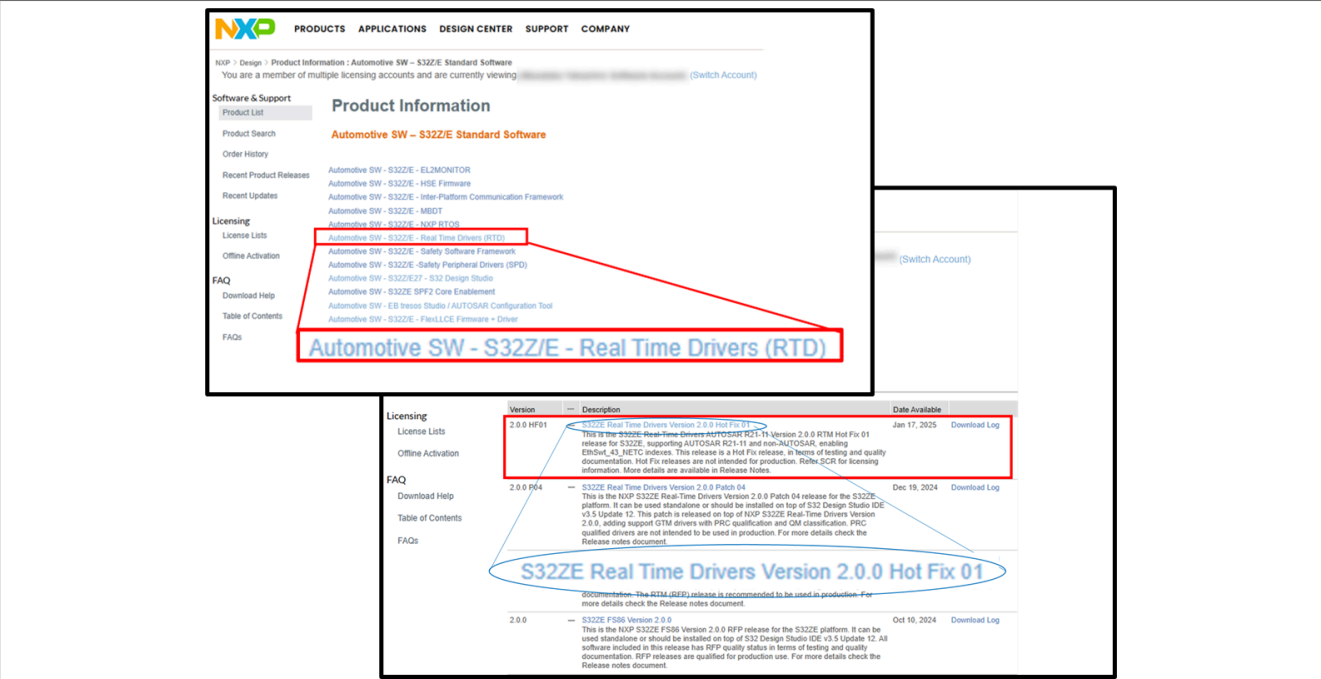 NXP
PRODUCTS APPLICATIONS DESIGN CENTER SUPPORT COMPANY
NXP > Design > Product Information : Automotive SW – S32Z/E Standard Software
You are a member of multiple licensing accounts and are currently viewing
(Switch Account)
Software & Support
Product List
Product Search
Order History
Recent Product Releases
Recent Updates
Licensing
License Lists
Offline Activation
FAQ
Download Help
Table of Contents
FAQs
Product Information
Automotive SW – S32Z/E Standard Software
Automotive SW - S32Z/E - EL2MONITOR
Automotive SW - S32Z/E - HSE Firmware
Automotive SW - S32Z/E - Inter-Platform Communication Framework
Automotive SW - S32Z/E - MBDT
Automotive SW - S32Z/E - NXP RTOS
Automotive SW - S32Z/E - Real Time Drivers (RTD)
Automotive SW - S32Z/E - Safety Software Framework
Automotive SW - S32Z/E -Safety Peripheral Drivers (SPD)
Automotive SW - S32Z/E27 - S32 Design Studio
Automotive SW - S32ZE SPF2 Core Enablement
Automotive SW - EB tresos Studio / AUTOSAR Configuration Tool
Automotive SW - S32Z/E - FlexLLCE Firmware + Driver
Automotive SW - S32Z/E - Real Time Drivers (RTD)
(Switch Account)
Licensing
License Lists
Offline Activation
FAQ
Download Help
Table of Contents
FAQs
Version — Description Date Available
2.0.0 HF01 — S32ZE Real Time Drivers Version 2.0.0 Hot Fix 01 Jan 17, 2025 Download Log
This is the S32ZE Real-Time Drivers AUTOSAR R21-11 Version 2.0.0 RTM Hot Fix 01
release for S32ZE, supporting AUTOSAR R21-11 and non-AUTOSAR, enabling
EthSwt_43_NETC indexes. This release is a Hot Fix release, in terms of testing and quality
documentation. Hot Fix releases are not intended for production. Refer SCR for licensing
information. More details are available in Release Notes.
2.0.0 P04 — S32ZE Real Time Drivers Version 2.0.0 Patch 04 Dec 19, 2024 Download Log
This is the NXP S32ZE Real-Time Drivers Version 2.0.0 Patch 04 release for the S32ZE
platform. It can be used standalone or should be installed on top of S32 Design Studio IDE
v3.5 Update 12. This patch is released on top of NXP S32ZE Real-Time Drivers Version
2.0.0, adding support GTM drivers with PRC qualification and QM classification. PRC
qualified drivers are not intended to be used in production. For more details check the
Release notes document.
S32ZE Real Time Drivers Version 2.0.0 Hot Fix 01
documentation. The RTM (RFP) release is recommended to be used in production. For
more details check the Release notes document.
2.0.0 — S32ZE FS86 Version 2.0.0 Oct 10, 2024 Download Log
This is the NXP S32ZE FS86 Version 2.0.0 RFP release for the S32ZE platform. It can be
used standalone or should be installed on top of S32 Design Studio IDE v3.5 Update 12. All
software included in this release has RFP quality status in terms of testing and quality
documentation. RFP releases are qualified for production use. For more details check the
Release notes document.